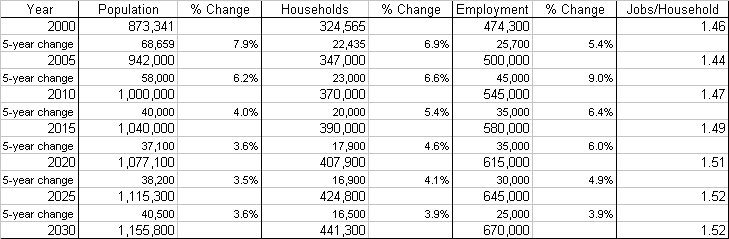 Year Population % Change Households % Change Employment % Change Jobs/Household
2000 873,341 324,565 474,300 1.46
5-year change 68,659 7.9% 22,435 6.9% 25,700 5.4%
2005 942,000 347,000 500,000 1.44
5-year change 58,000 6.2% 23,000 6.6% 45,000 9.0%
2010 1,000,000 370,000 545,000 1.47
5-year change 40,000 4.0% 20,000 5.4% 35,000 6.4%
2015 1,040,000 390,000 580,000 1.49
5-year change 37,100 3.6% 17,900 4.6% 35,000 6.0%
2020 1,077,100 407,900 615,000 1.51
5-year change 38,200 3.5% 16,900 4.1% 30,000 4.9%
2025 1,115,300 424,800 645,000 1.52
5-year change 40,500 3.6% 16,500 3.9% 25,000 3.9%
2030 1,155,800 441,300 670,000 1.52